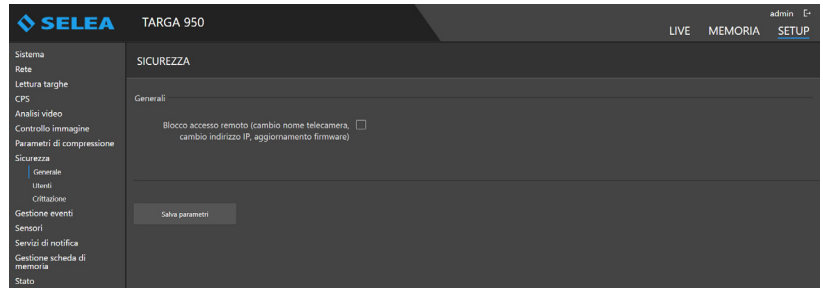 SELEA
TARGA 950
admin
LIVE MEMORIA SETUP
Sistema
Rete
Lettura targhe
CPS
Analisi video
Controllo immagine
Parametri di compressione
Sicurezza
Generale
Utenti
Crittazione
Gestione eventi
Sensori
Servizi di notifica
Gestione scheda di
memoria
Stato
SICUREZZA
Generali
Blocco accesso remoto (cambio nome telecamera,
cambio indirizzo IP, aggiornamento firmware)
Salva parametri